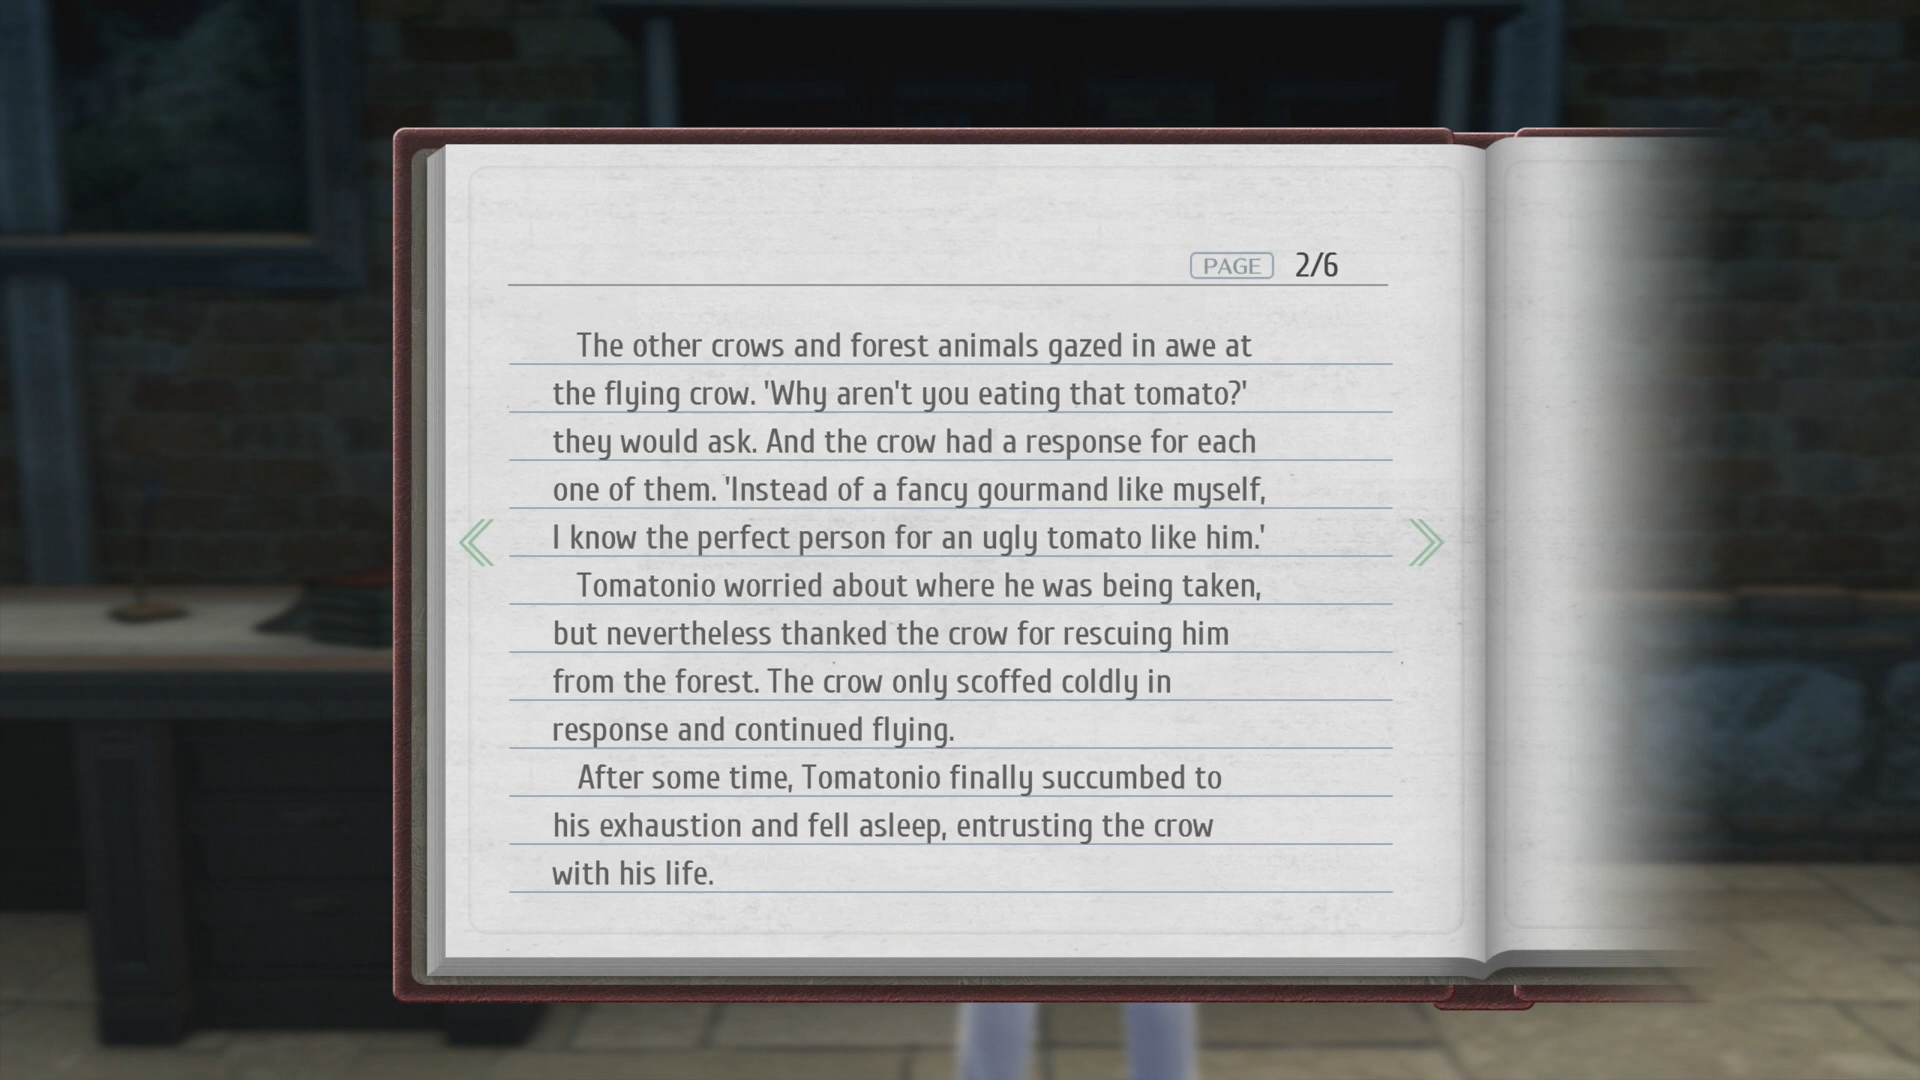 PAGE 2/6
The other crows and forest animals gazed in awe at
the flying crow. 'Why aren't you eating that tomato?'
they would ask. And the crow had a response for each
one of them. 'Instead of a fancy gourmand like myself,
I know the perfect person for an ugly tomato like him.'
Tomatonio worried about where he was being taken,
but nevertheless thanked the crow for rescuing him
from the forest. The crow only scoffed coldly in
response and continued flying.
After some time, Tomatonio finally succumbed to
his exhaustion and fell asleep, entrusting the crow
with his life.